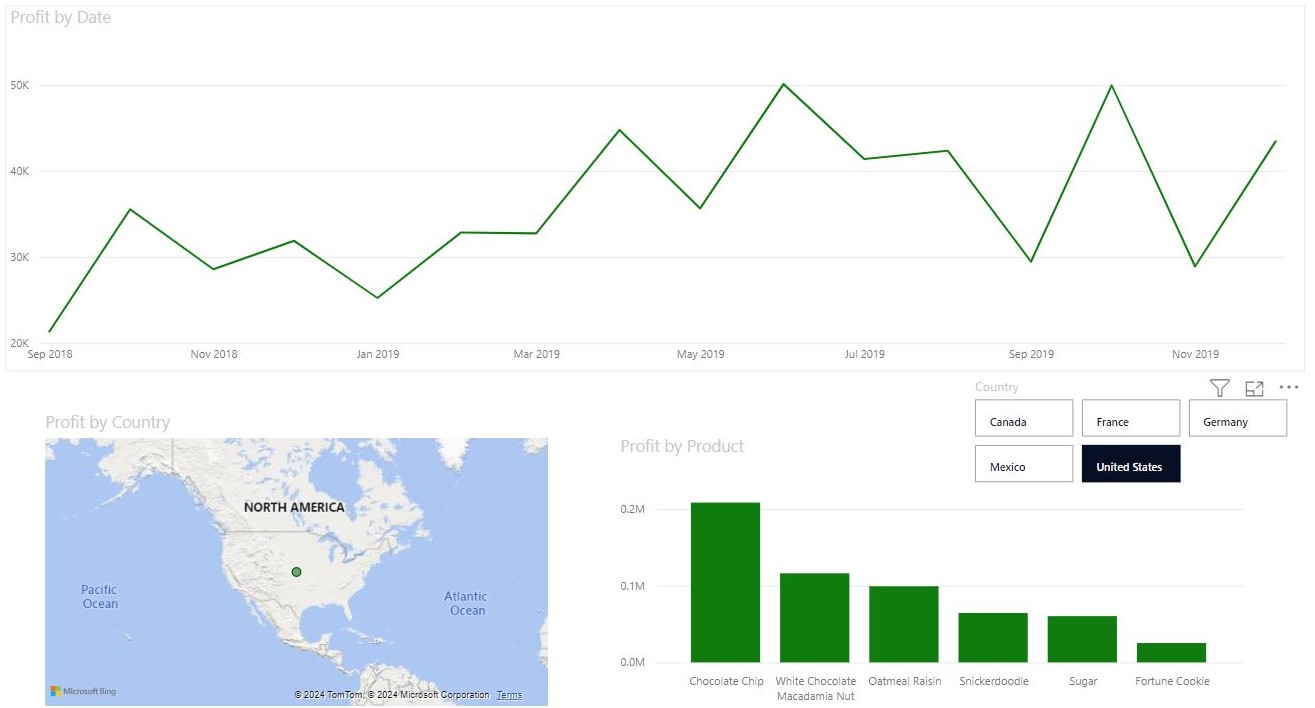 Profit by Date
50K
40K
30K
20K
Sep 2018 Nov 2018 Jan 2019 Mar 2019 May 2019 Jul 2019 Sep 2019 Nov 2019
Country
Canada France Germany
Mexico United States
Profit by Country
NORTH AMERICA
Pacific
Ocean
Atlantic
Ocean
Microsoft Bing
© 2024 TomTom, © 2024 Microsoft Corporation Terms
Profit by Product
0.2M
0.1M
0.0M
Chocolate Chip White Chocolate Oatmeal Raisin Snickerdoodle Sugar Fortune Cookie
Macadamia Nut